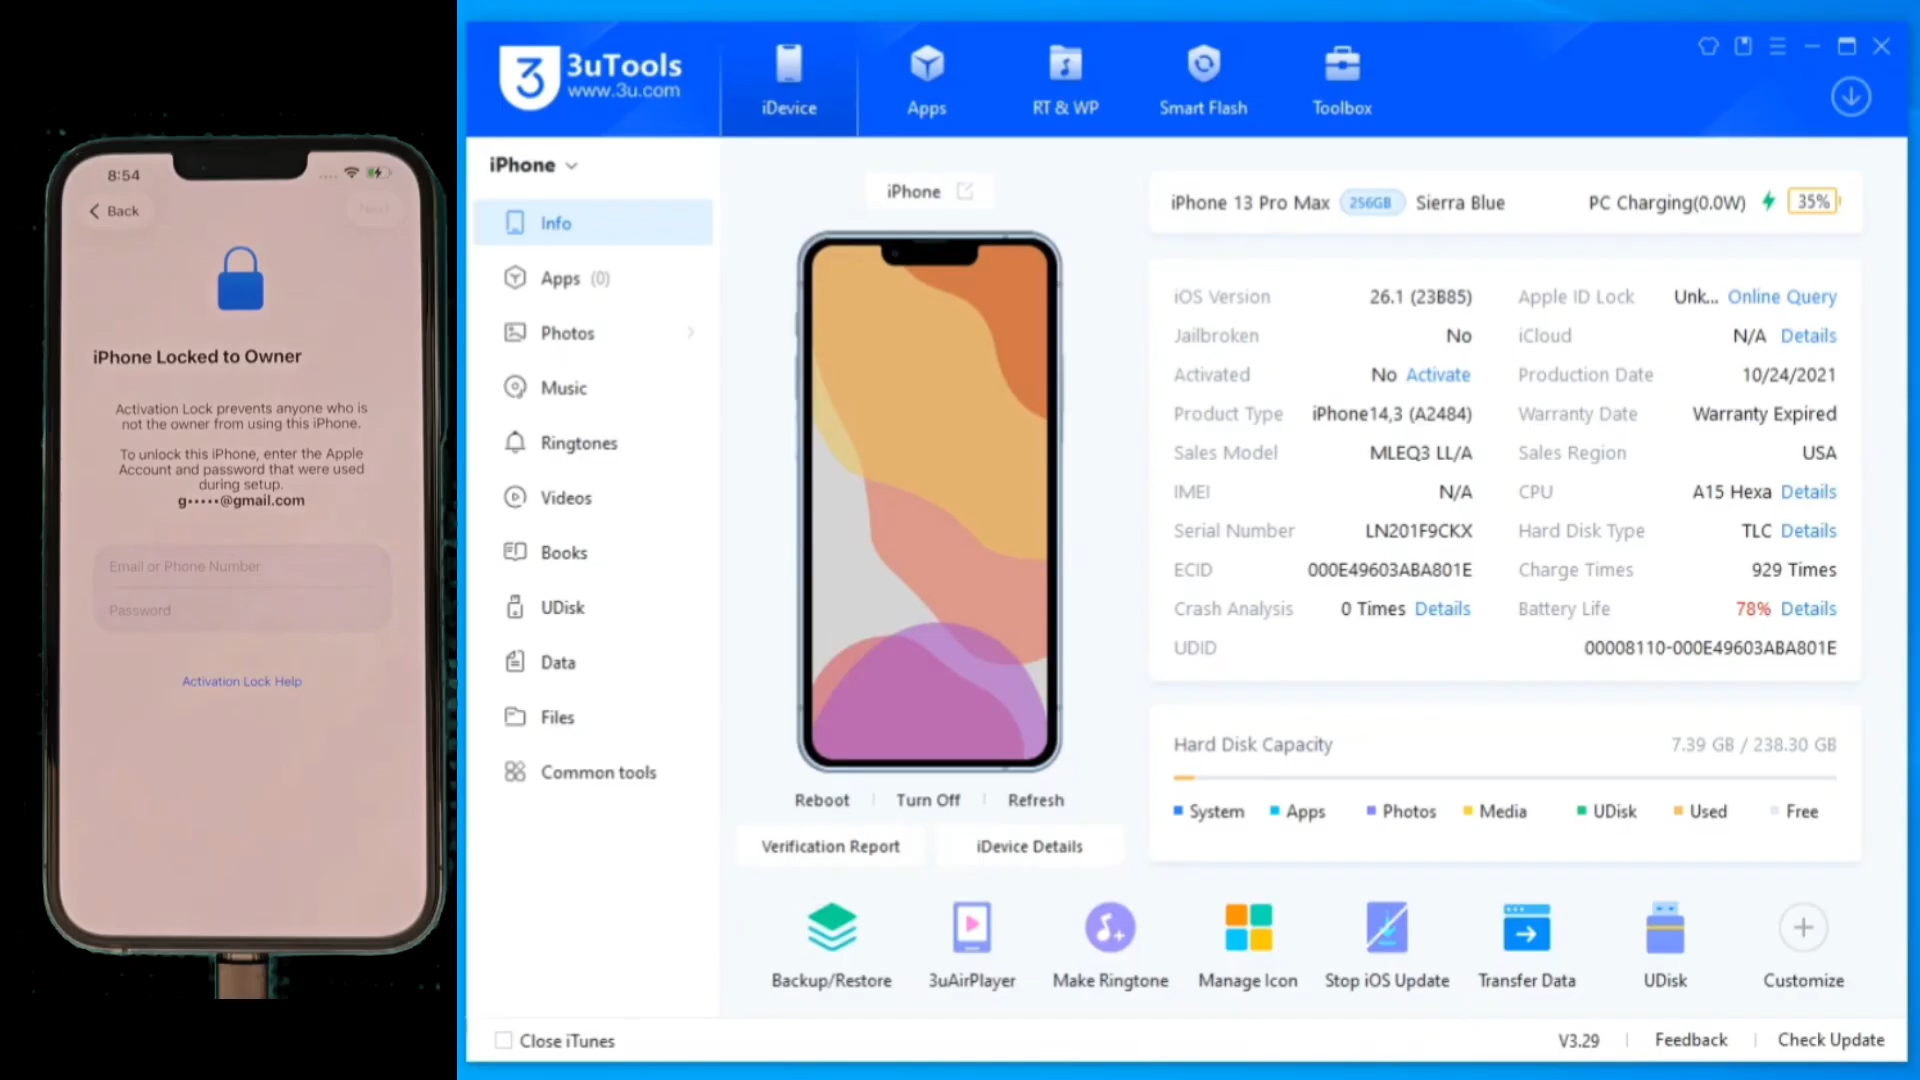 8:54
Back
Next
iPhone Locked to Owner
Activation Lock prevents anyone who is
not the owner from using this iPhone.
To unlock this iPhone, enter the Apple
Account and password that were used
during setup.
g•••••@gmail.com
Email or Phone Number
Password
Activation Lock Help
3 3uTools
www.3u.com
iDevice
Apps
RT & WP
Smart Flash
Toolbox
iPhone
Info
Apps (0)
Photos
Music
Ringtones
Videos
Books
UDisk
Data
Files
Common tools
iPhone
Reboot | Turn Off | Refresh
Verification Report
iDevice Details
iPhone 13 Pro Max 256GB Sierra Blue PC Charging(0.0W) 35%
iOS Version 26.1 (23B85) Apple ID Lock Unk... Online Query
Jailbroken No iCloud N/A Details
Activated No Activate Production Date 10/24/2021
Product Type iPhone14,3 (A2484) Warranty Date Warranty Expired
Sales Model MLEQ3 LL/A Sales Region USA
IMEI N/A CPU A15 Hexa Details
Serial Number LN201F9CKX Hard Disk Type TLC Details
ECID 000E49603ABA801E Charge Times 929 Times
Crash Analysis 0 Times Details Battery Life 78% Details
UDID 00008110-000E49603ABA801E
Hard Disk Capacity 7.39 GB / 238.30 GB
System Apps Photos Media UDisk Used Free
Backup/Restore
3uAirPlayer
Make Ringtone
Manage Icon
Stop iOS Update
Transfer Data
UDisk
Customize
Close iTunes
V3.29 | Feedback | Check Update